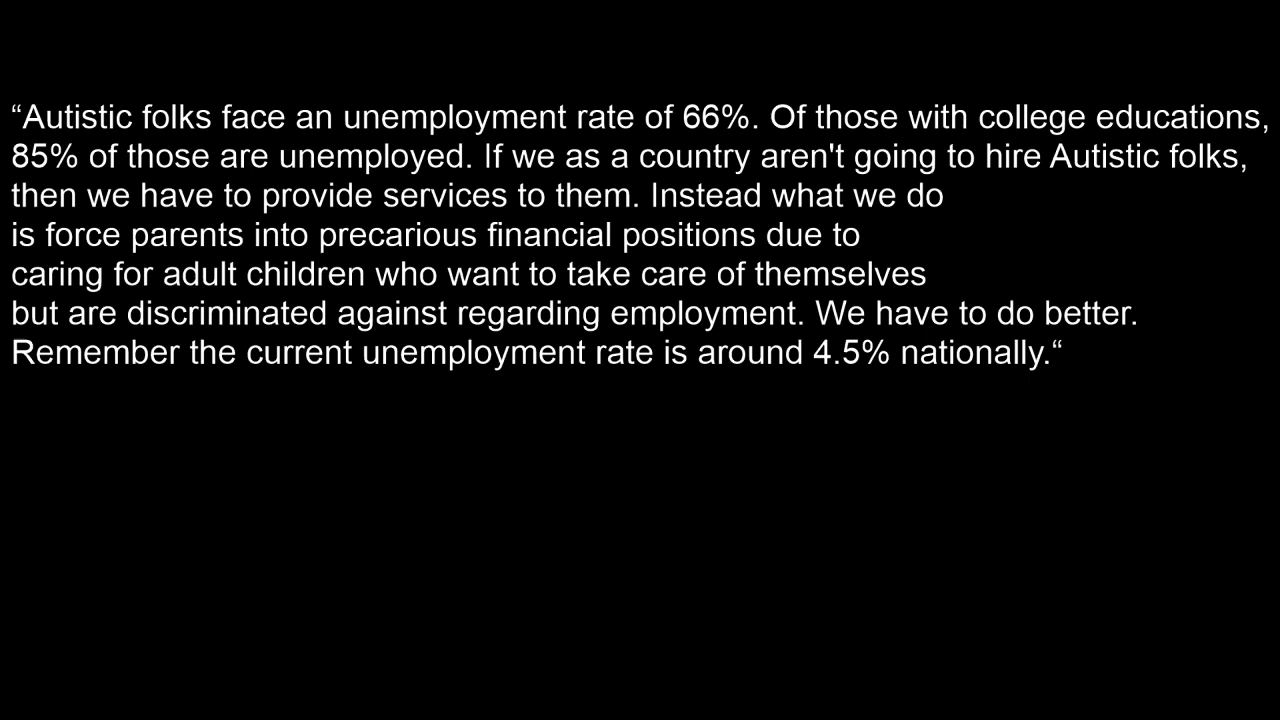 “Autistic folks face an unemployment rate of 66%. Of those with college educations,
85% of those are unemployed. If we as a country aren't going to hire Autistic folks,
then we have to provide services to them. Instead what we do
is force parents into precarious financial positions due to
caring for adult children who want to take care of themselves
but are discriminated against regarding employment. We have to do better.
Remember the current unemployment rate is around 4.5% nationally.“